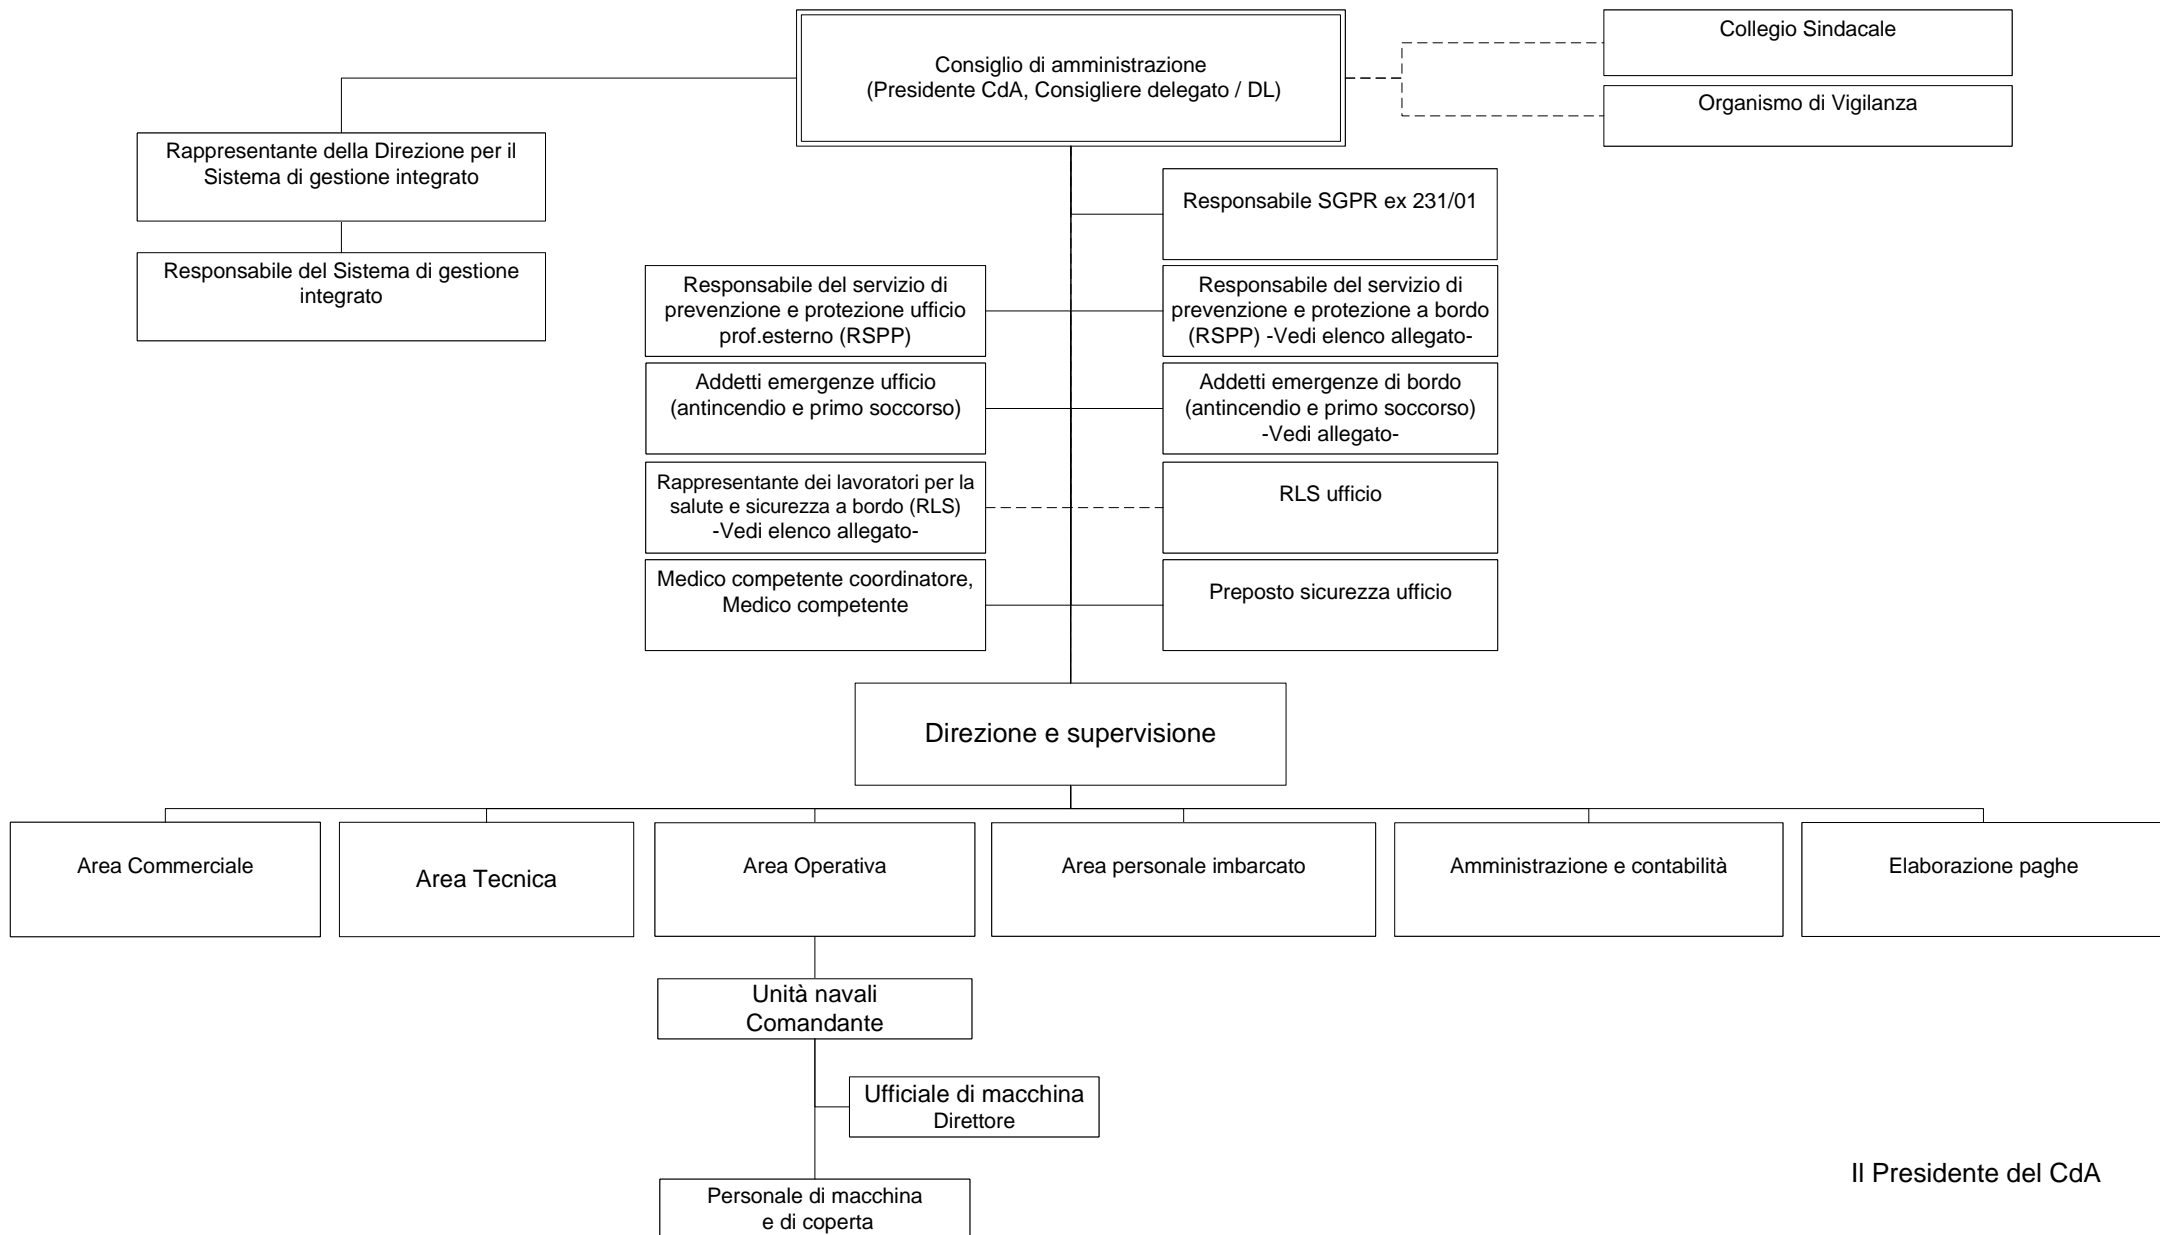 Consiglio di amministrazione
(Presidente CdA, Consigliere delegato / DL)
Collegio Sindacale
Organismo di Vigilanza
Rappresentante della Direzione per il
Sistema di gestione integrato
Responsabile del Sistema di gestione
integrato
Responsabile SGPR ex 231/01
Responsabile del servizio di
prevenzione e protezione ufficio
prof.esterno (RSPP)
Responsabile del servizio di
prevenzione e protezione a bordo
(RSPP) -Vedi elenco allegato-
Addetti emergenze ufficio
(antincendio e primo soccorso)
Addetti emergenze di bordo
(antincendio e primo soccorso)
-Vedi allegato-
Rappresentante dei lavoratori per la
salute e sicurezza a bordo (RLS)
-Vedi elenco allegato-
RLS ufficio
Medico competente coordinatore,
Medico competente
Preposto sicurezza ufficio
Direzione e supervisione
Area Commerciale
Area Tecnica
Area Operativa
Area personale imbarcato
Amministrazione e contabilità
Elaborazione paghe
Unità navali
Comandante
Ufficiale di macchina
Direttore
Personale di macchina
e di coperta
Il Presidente del CdA